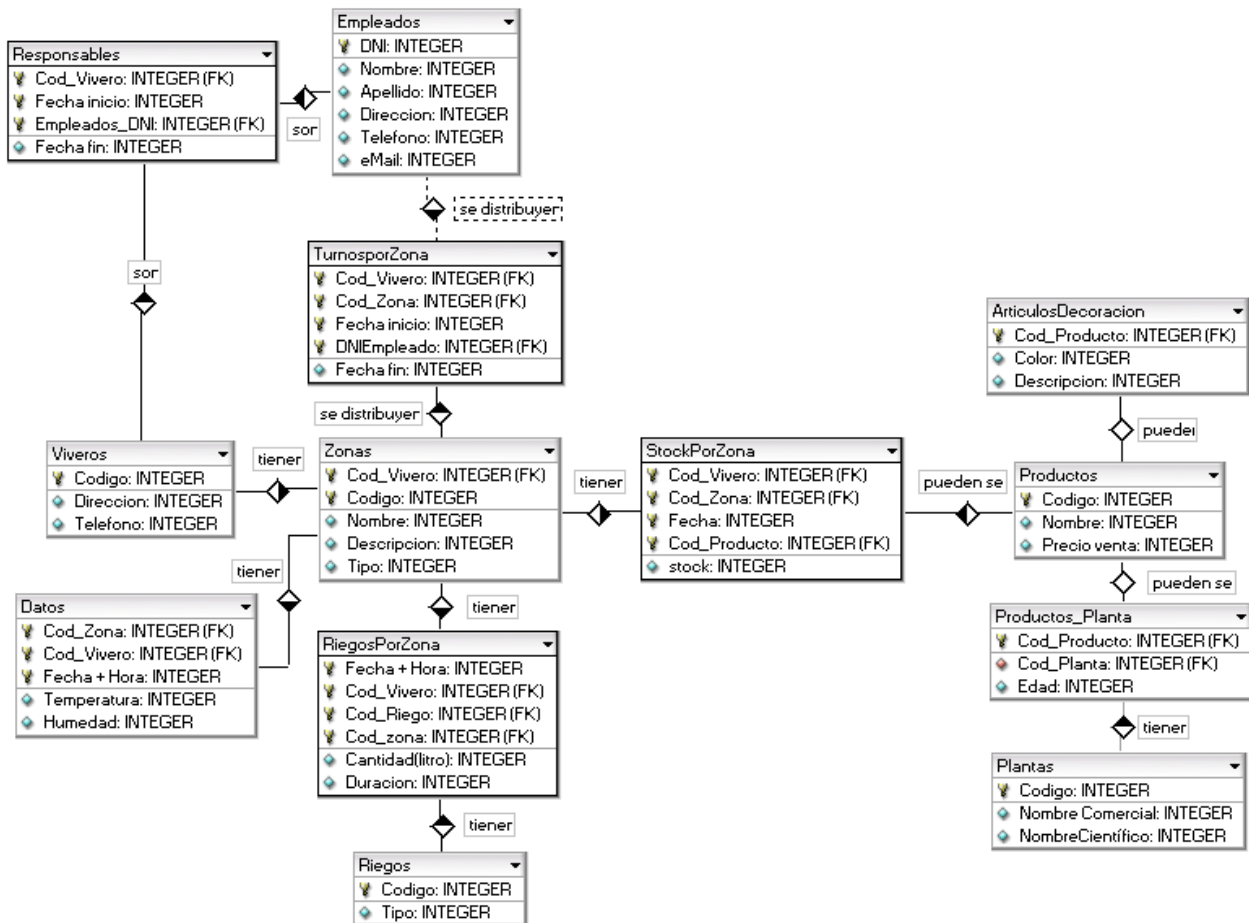 Empleados
DNI: INTEGER
Nombre: INTEGER
Apellido: INTEGER
Direccion: INTEGER
Telefono: INTEGER
eMail: INTEGER
Responsables
Cod_Vivero: INTEGER (FK)
Fecha inicio: INTEGER
Empleados_DNI: INTEGER (FK)
Fecha fin: INTEGER
sor
se distribuyer
sor
TurnosporZona
Cod_Vivero: INTEGER (FK)
Cod_Zona: INTEGER (FK)
Fecha inicio: INTEGER
DNIEmpleado: INTEGER (FK)
Fecha fin: INTEGER
se distribuyer
ArticulosDecoracion
Cod_Producto: INTEGER (FK)
Color: INTEGER
Descripcion: INTEGER
puedei
Viveros
Codigo: INTEGER
Direccion: INTEGER
Telefono: INTEGER
tiener
Zonas
Cod_Vivero: INTEGER (FK)
Codigo: INTEGER
Nombre: INTEGER
Descripcion: INTEGER
Tipo: INTEGER
tiener
StockPorZona
Cod_Vivero: INTEGER (FK)
Cod_Zona: INTEGER (FK)
Fecha: INTEGER
Cod_Producto: INTEGER (FK)
stock: INTEGER
pueden se
Productos
Codigo: INTEGER
Nombre: INTEGER
Precio venta: INTEGER
pueden se
tiener
Datos
Cod_Zona: INTEGER (FK)
Cod_Vivero: INTEGER (FK)
Fecha + Hora: INTEGER
Temperatura: INTEGER
Humedad: INTEGER
tiener
RiegosPorZona
Fecha + Hora: INTEGER
Cod_Vivero: INTEGER (FK)
Cod_Riego: INTEGER (FK)
Cod_zona: INTEGER (FK)
Cantidad(litro): INTEGER
Duracion: INTEGER
Productos_Planta
Cod_Producto: INTEGER (FK)
Cod_Planta: INTEGER (FK)
Edad: INTEGER
tiener
Plantas
Codigo: INTEGER
Nombre Comercial: INTEGER
NombreCientífico: INTEGER
tiener
Riegos
Codigo: INTEGER
Tipo: INTEGER